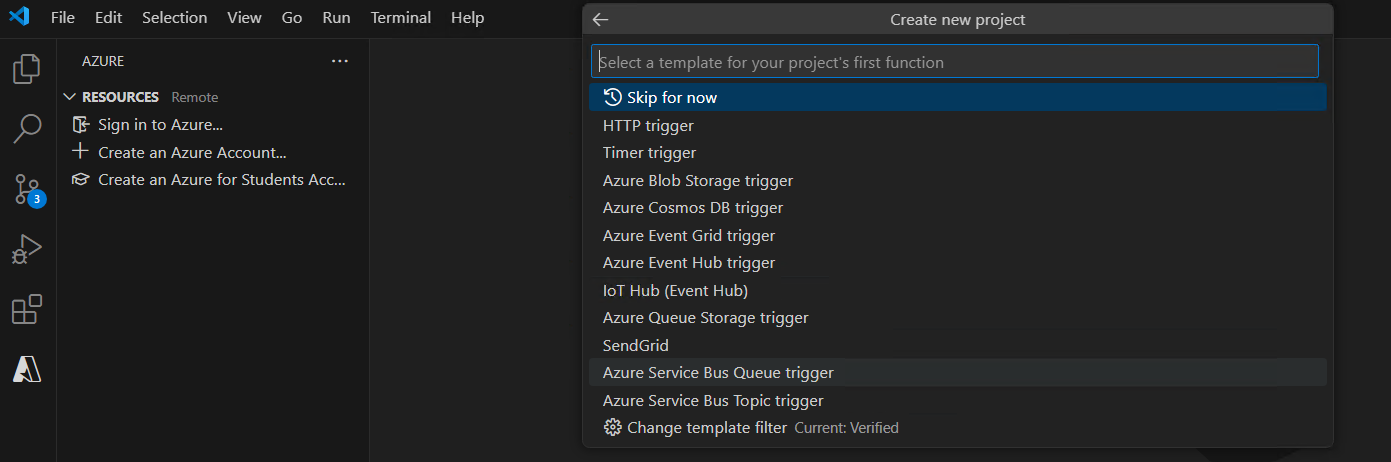 File Edit Selection View Go Run Terminal Help
Create new project
AZURE ...
RESOURCES Remote
Sign in to Azure...
Create an Azure Account...
Create an Azure for Students Acc...
3
Select a template for your project's first function
Skip for now
HTTP trigger
Timer trigger
Azure Blob Storage trigger
Azure Cosmos DB trigger
Azure Event Grid trigger
Azure Event Hub trigger
IoT Hub (Event Hub)
Azure Queue Storage trigger
SendGrid
Azure Service Bus Queue trigger
Azure Service Bus Topic trigger
Change template filter Current: Verified